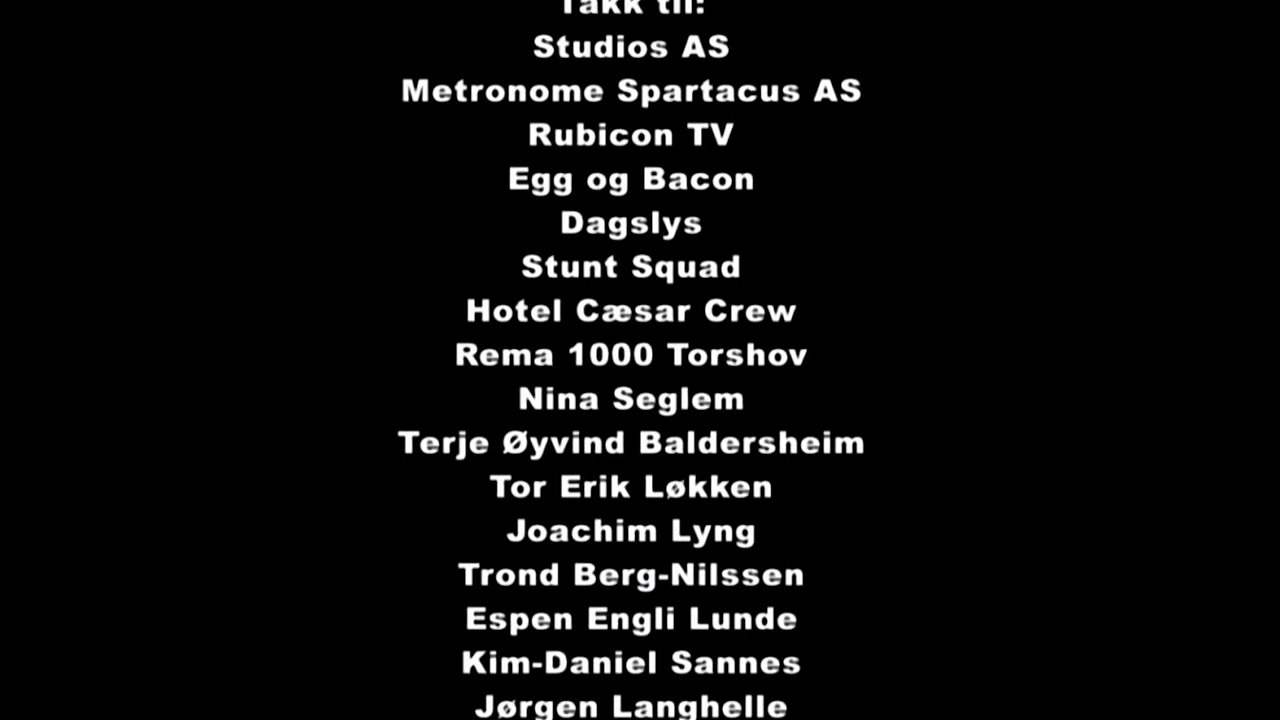 Takk til:
Studios AS
Metronome Spartacus AS
Rubicon TV
Egg og Bacon
Dagslys
Stunt Squad
Hotel Cæsar Crew
Rema 1000 Torshov
Nina Seglem
Terje Øyvind Baldersheim
Tor Erik Løkken
Joachim Lyng
Trond Berg-Nilssen
Espen Engli Lunde
Kim-Daniel Sannes
Jørgen Langhelle